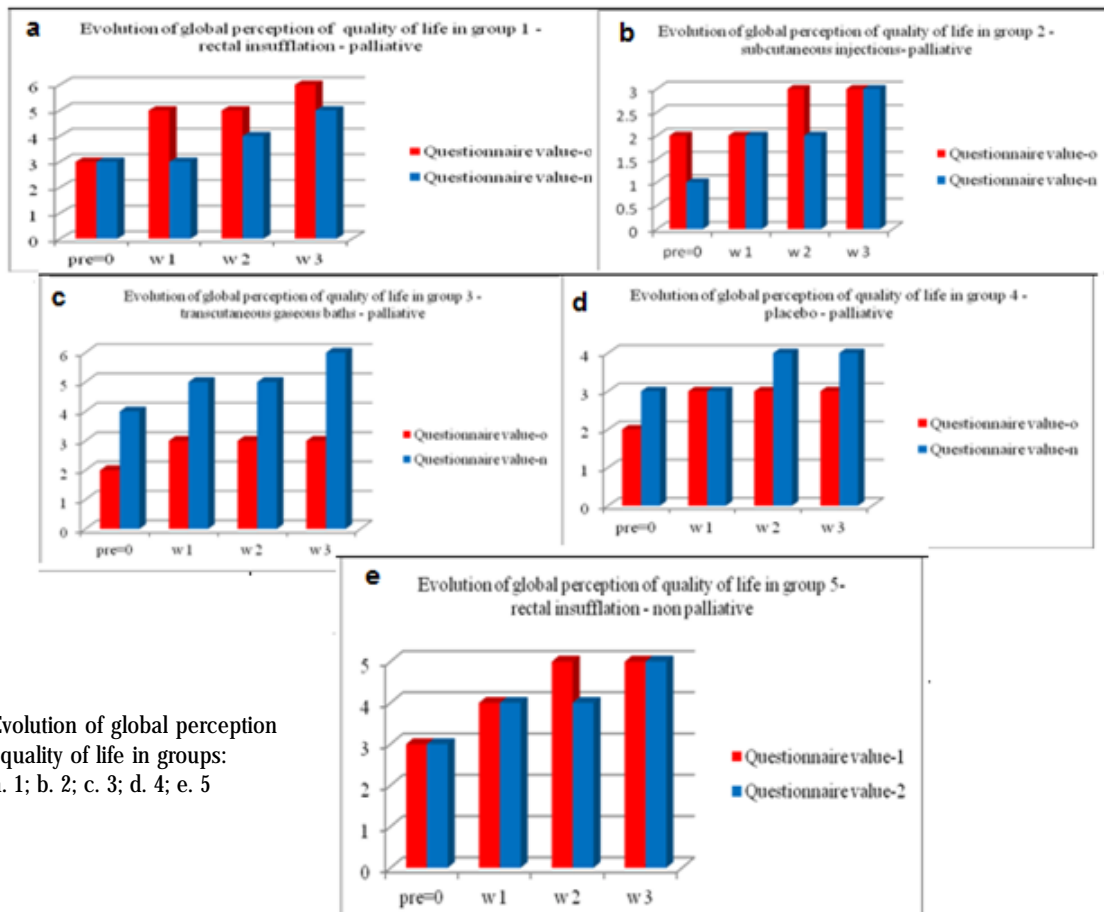 a
Evolution of global perception of quality of life in group 1 -
rectal insufflation - palliative
6
5
4
3
2
1
0
pre=0 w 1 w 2 w 3
Questionnaire value-o
Questionnaire value-n
b
Evolution of global perception of quality of life in group 2 -
subcutaneous injections- palliative
3
2.5
2
1.5
1
0.5
0
pre=0 w 1 w 2 w 3
Questionnaire value-o
Questionnaire value-n
c
Evolution of global perception of quality of life in group 3 -
transcutaneous gaseous baths - palliative
6
5
4
3
2
1
0
pre=0 w 1 w 2 w 3
Questionnaire value-o
Questionnaire value-n
d
Evolution of global perception of quality of life in group 4 -
placebo - palliative
4
3
2
1
0
pre=0 w 1 w 2 w 3
Questionnaire value-o
Questionnaire value-n
e
Evolution of global perception of quality of life in group 5-
rectal insufflation - non palliative
5
4
3
2
1
0
pre=0 w 1 w 2 w 3
Questionnaire value-1
Questionnaire value-2
Evolution of global perception
quality of life in groups:
1; b. 2; c. 3; d. 4; e. 5